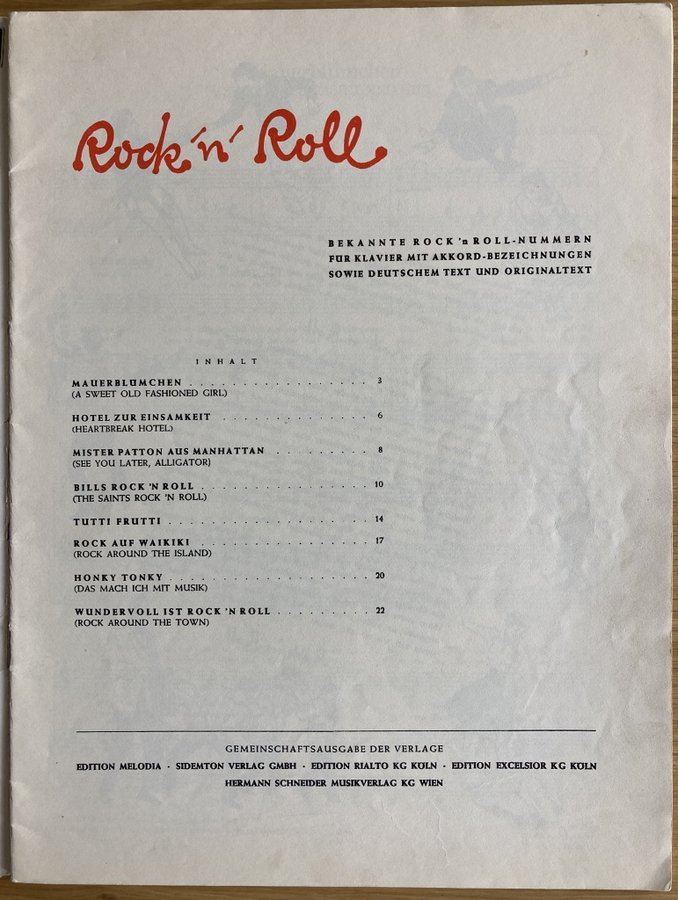 Rock 'n' Roll
BEKANNTE ROCK 'n ROLL-NUMMERN
FÜR KLAVIER MIT AKKORD-BEZEICHNUNGEN
SOWIE DEUTSCHEM TEXT UND ORIGINALTEXT
INHALT
MAUERBLÜMCHEN . . . . . . . . . . . . . . . . . . 3
(A SWEET OLD FASHIONED GIRL)
HOTEL ZUR EINSAMKEIT . . . . . . . . . . . . . . 6
(HEARTBREAK HOTEL)
MISTER PATTON AUS MANHATTAN . . . . . . . . . 8
(SEE YOU LATER, ALLIGATOR)
BILLS ROCK 'N ROLL . . . . . . . . . . . . . . . . 10
(THE SAINTS ROCK 'N ROLL)
TUTTI FRUTTI . . . . . . . . . . . . . . . . . . . 14
ROCK AUF WAIKIKI . . . . . . . . . . . . . . . . 17
(ROCK AROUND THE ISLAND)
HONKY TONKY . . . . . . . . . . . . . . . . . . . 20
(DAS MACH ICH MIT MUSIK)
WUNDERVOLL IST ROCK 'N ROLL . . . . . . . . . 22
(ROCK AROUND THE TOWN)
GEMEINSCHAFTSAUSGABE DER VERLAGE
EDITION MELODIA · SIDEMTON VERLAG GMBH · EDITION RIALTO KG KÖLN · EDITION EXCELSIOR KG KÖLN
HERMANN SCHNEIDER MUSIKVERLAG KG WIEN